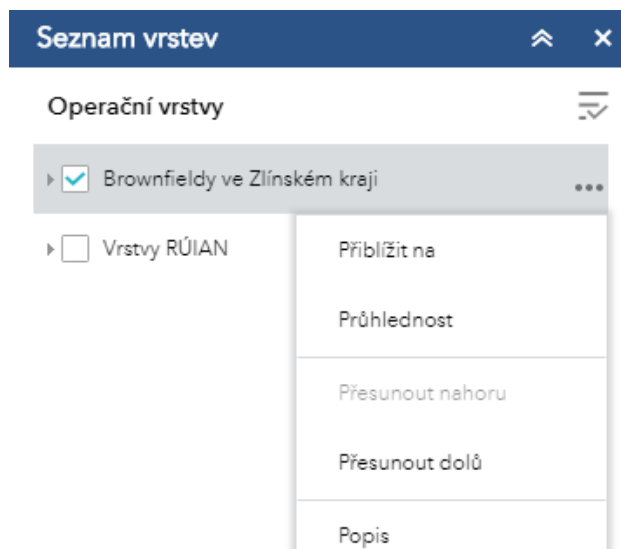 Seznam vrstev
Operační vrstvy
Brownfieldy ve Zlínském kraji
Vrstvy RÚIAN
Přiblížit na
Průhlednost
Přesunout nahoru
Přesunout dolů
Popis